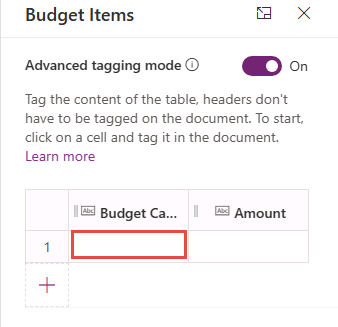 Budget Items
Advanced tagging mode On
Tag the content of the table, headers don't
have to be tagged on the document. To start,
click on a cell and tag it in the document.
Learn more
Abc Budget Ca... Abc Amount
1